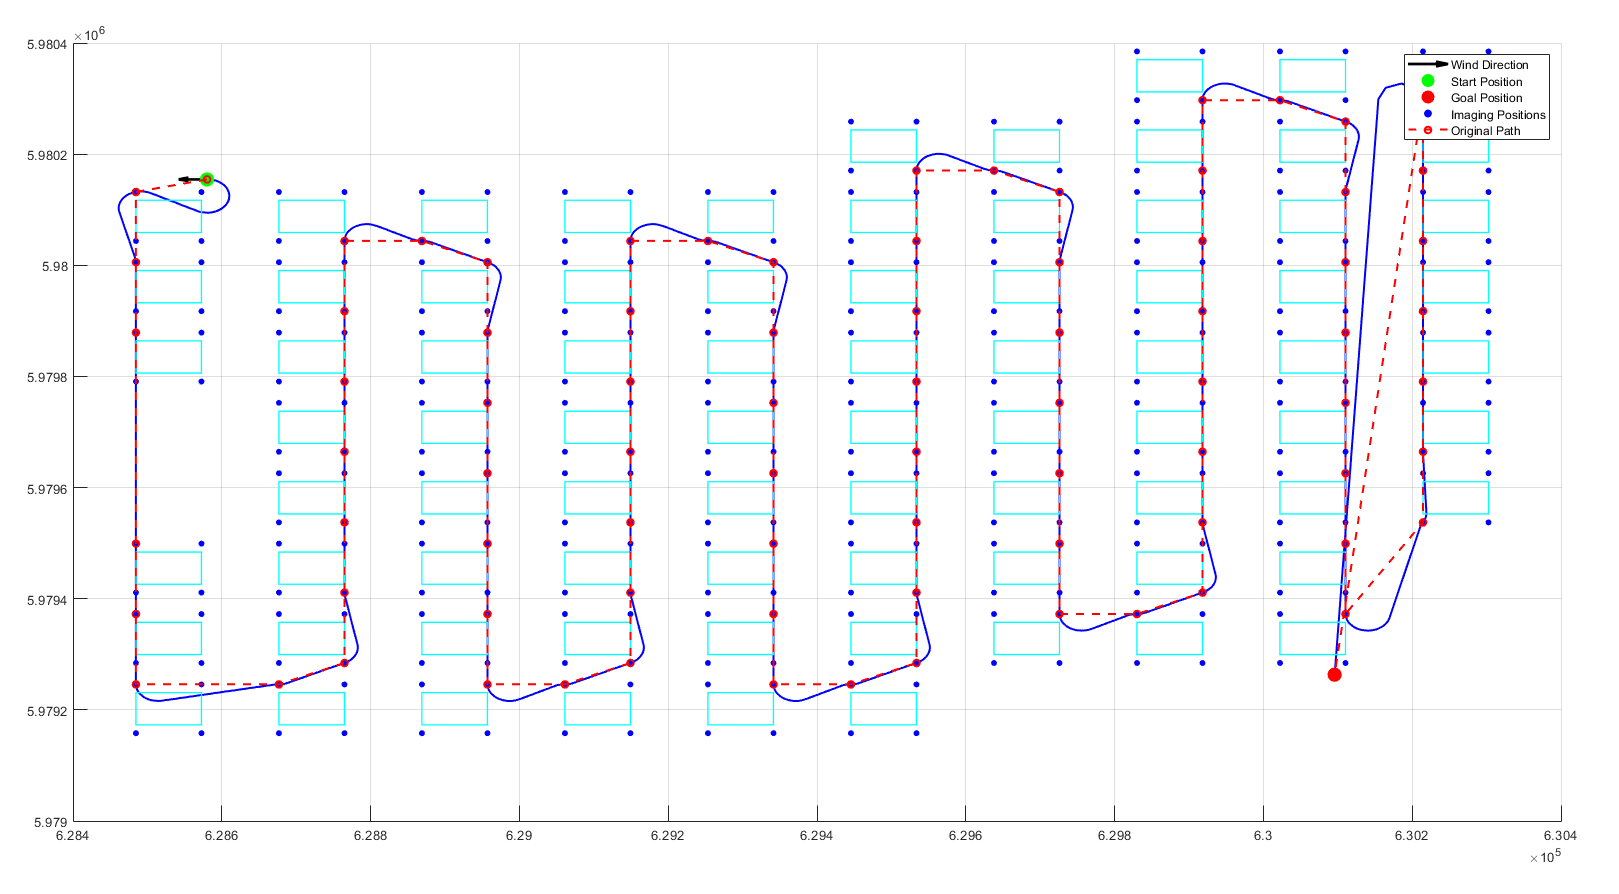 × 10^6
5.9804
5.9802
5.98
5.9798
5.9796
5.9794
5.9792
5.979
Wind Direction
Start Position
Goal Position
Imaging Positions
Original Path
6.284 6.286 6.288 6.29 6.292 6.294 6.296 6.298 6.3 6.302 6.304
× 10^5